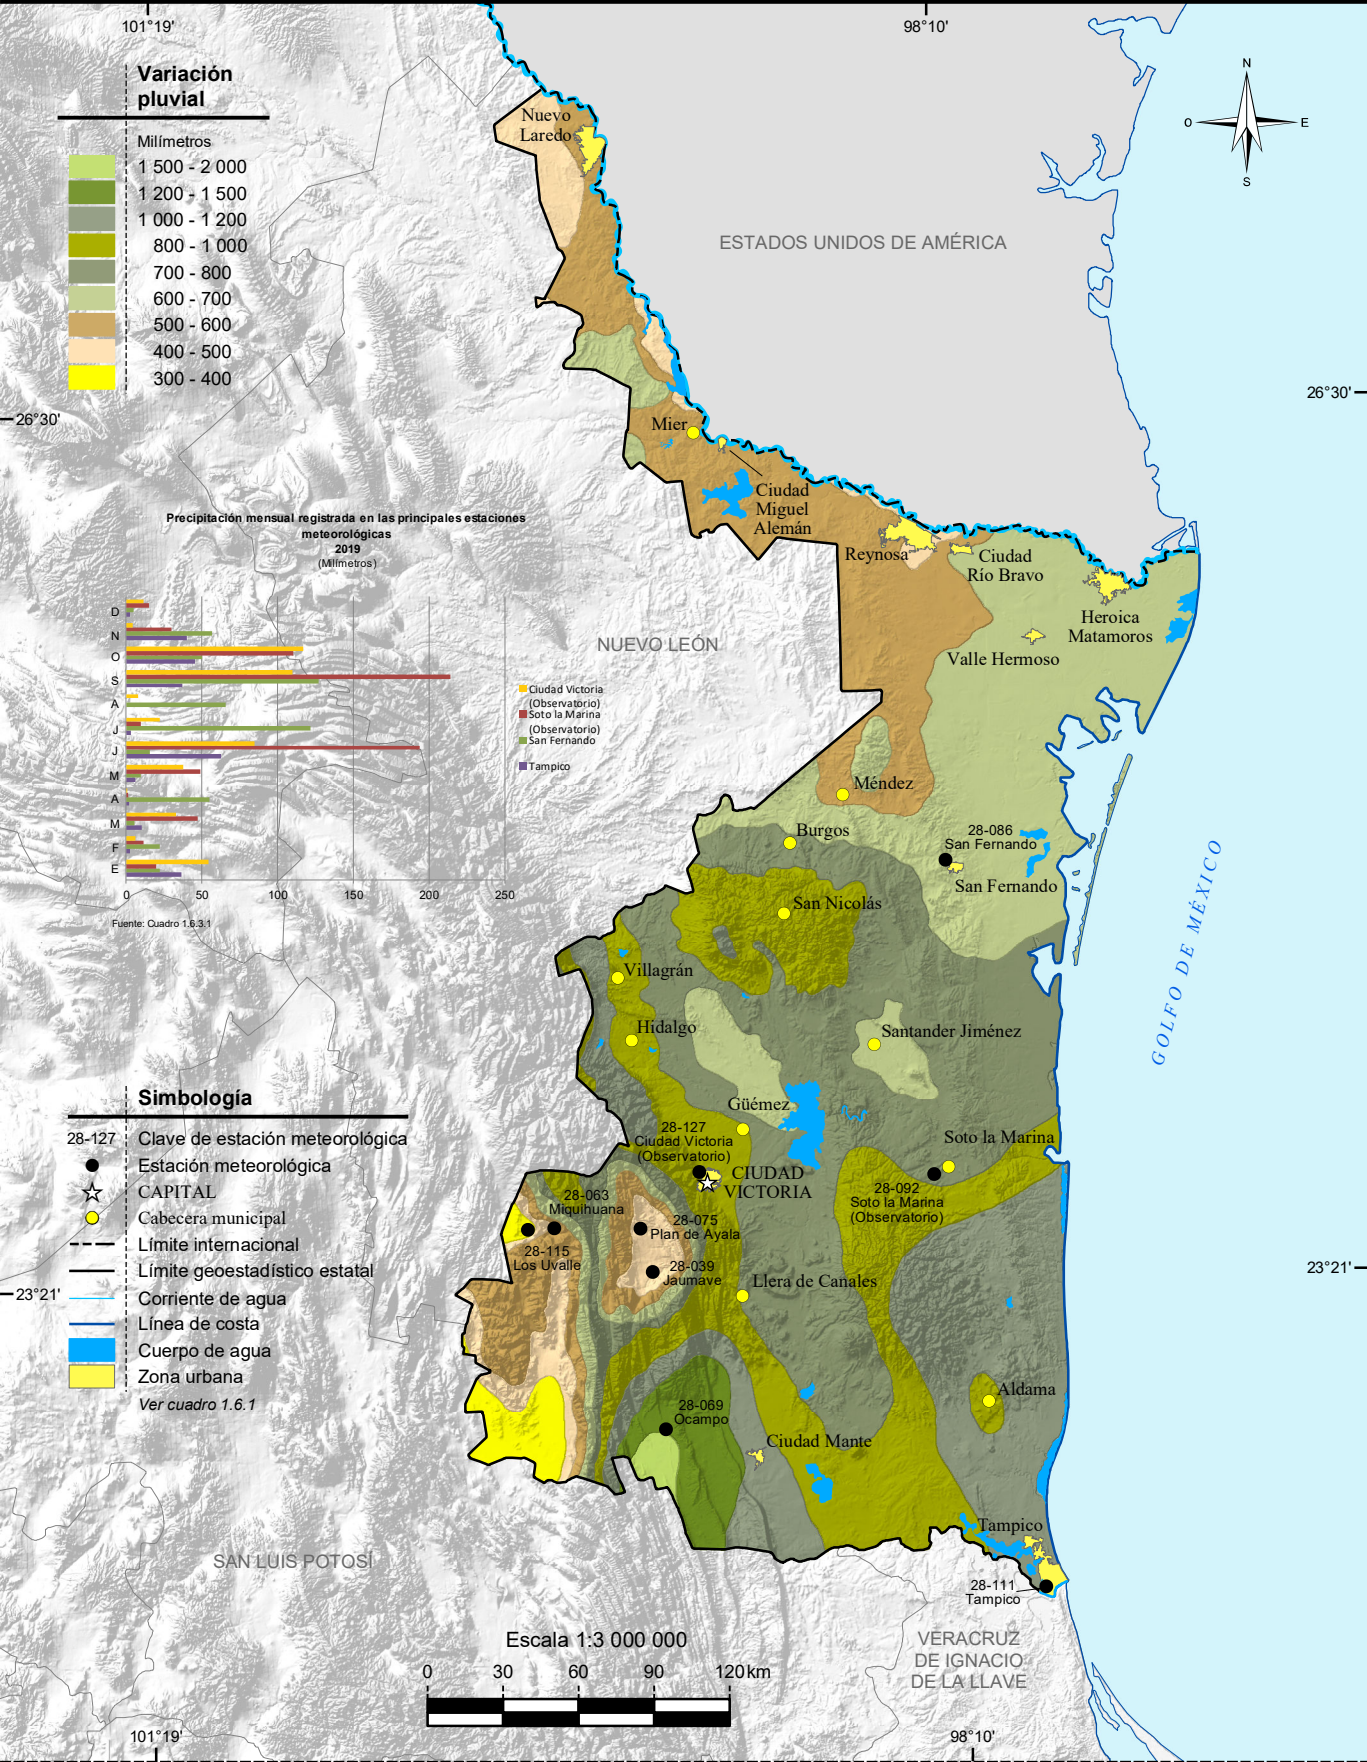 101°19'
98°10'
Variación
pluvial
Milímetros
1 500 - 2 000
1 200 - 1 500
1 000 - 1 200
800 - 1 000
700 - 800
600 - 700
500 - 600
400 - 500
300 - 400
N
O
E
S
Nuevo
Laredo
ESTADOS UNIDOS DE AMÉRICA
26°30'
26°30'
Mier
Ciudad
Miguel
Alemán
Reynosa
Ciudad
Río Bravo
Heroica
Matamoros
Valle Hermoso
NUEVO LEÓN
Precipitación mensual registrada en las principales estaciones
meteorológicas
2019
(Milímetros)
D
N
O
S
A
J
J
M
A
M
F
E
0
50
100
150
200
250
Ciudad Victoria
(Observatorio)
Soto la Marina
(Observatorio)
San Fernando
Tampico
Fuente: Cuadro 1.6.3.1
Méndez
Burgos
28-086
San Fernando
San Fernando
San Nicolás
GOLFO DE MÉXICO
Villagrán
Hidalgo
Santander Jiménez
Güémez
28-127
Ciudad Victoria
(Observatorio)
CIUDAD
VICTORIA
Soto la Marina
28-092
Soto la Marina
(Observatorio)
28-063
Miquihuana
28-115
Los Uvalle
28-075
Plan de Ayala
28-039
Jaumave
Llera de Canales
23°21'
23°21'
Simbología
28-127 Clave de estación meteorológica
Estación meteorológica
CAPITAL
Cabecera municipal
Límite internacional
Límite geoestadístico estatal
Corriente de agua
Línea de costa
Cuerpo de agua
Zona urbana
Ver cuadro 1.6.1
Aldama
28-069
Ocampo
Ciudad Mante
Tampico
28-111
Tampico
SAN LUIS POTOSÍ
VERACRUZ
DE IGNACIO
DE LA LLAVE
Escala 1:3 000 000
0 30 60 90 120 km
101°19'
98°10'